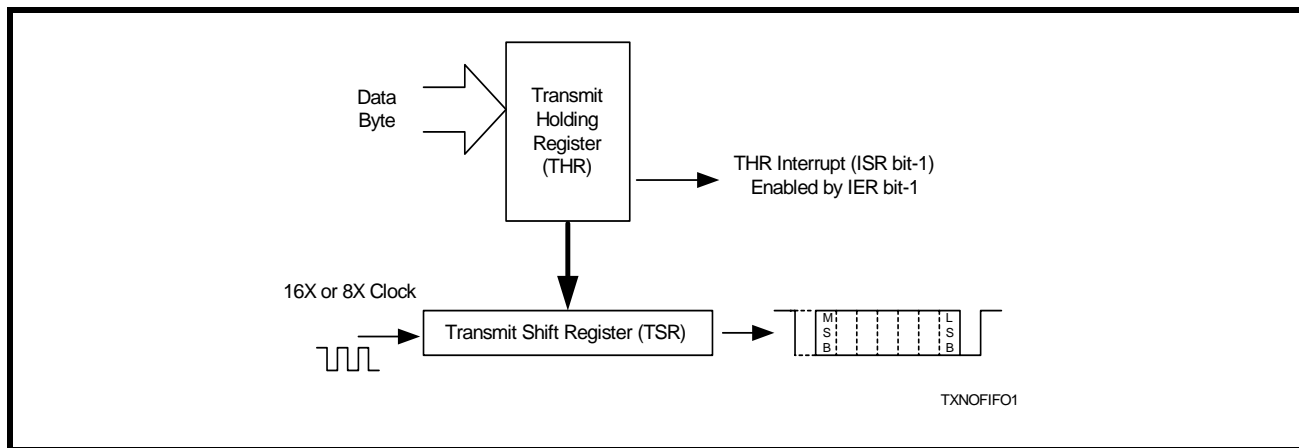 Data
Byte
Transmit
Holding
Register
(THR)
THR Interrupt (ISR bit-1)
Enabled by IER bit-1
16X or 8X Clock
Transmit Shift Register (TSR)
M
S
B
L
S
B
TXNOFIFO1